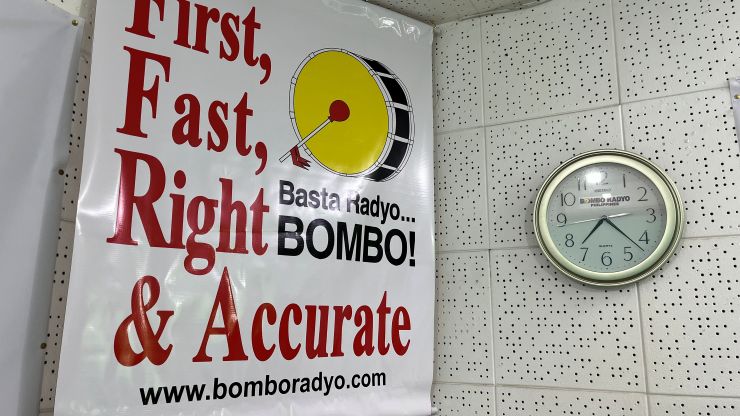 First,
Fast,
Right
& Accurate
Basta Radyo...
BOMBO!
www.bomboradyo.com
BOMBO RADYO
PHILIPPINES
12
1
2
3
4
5
6
7
8
9
10
11
QUARTZ